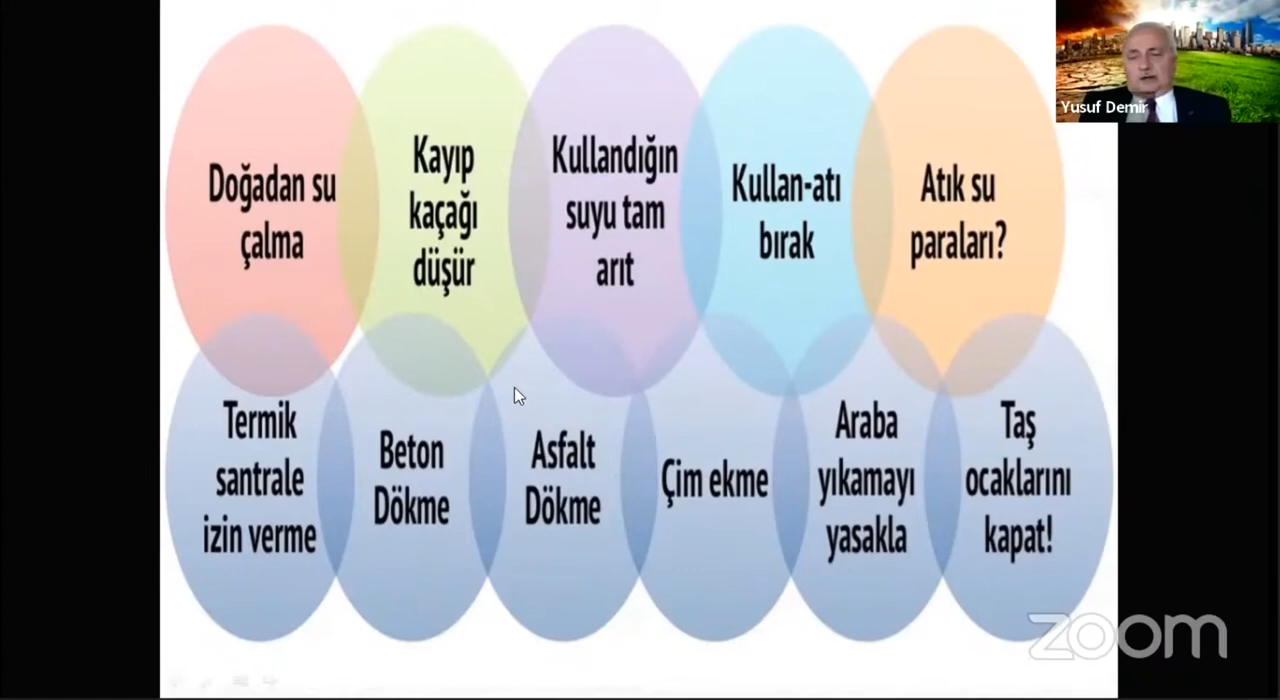 Yusuf Demir
Doğadan su
çalma
Kayıp
kaçağı
düşür
Kullandığın
suyu tam
arıt
Kullan-atı
bırak
Atık su
paraları?
Termik
santrale
izin verme
Beton
Dökme
Asfalt
Dökme
Çim ekme
Araba
yıkamayı
yasakla
Taş
ocaklarını
kapat!
zoom